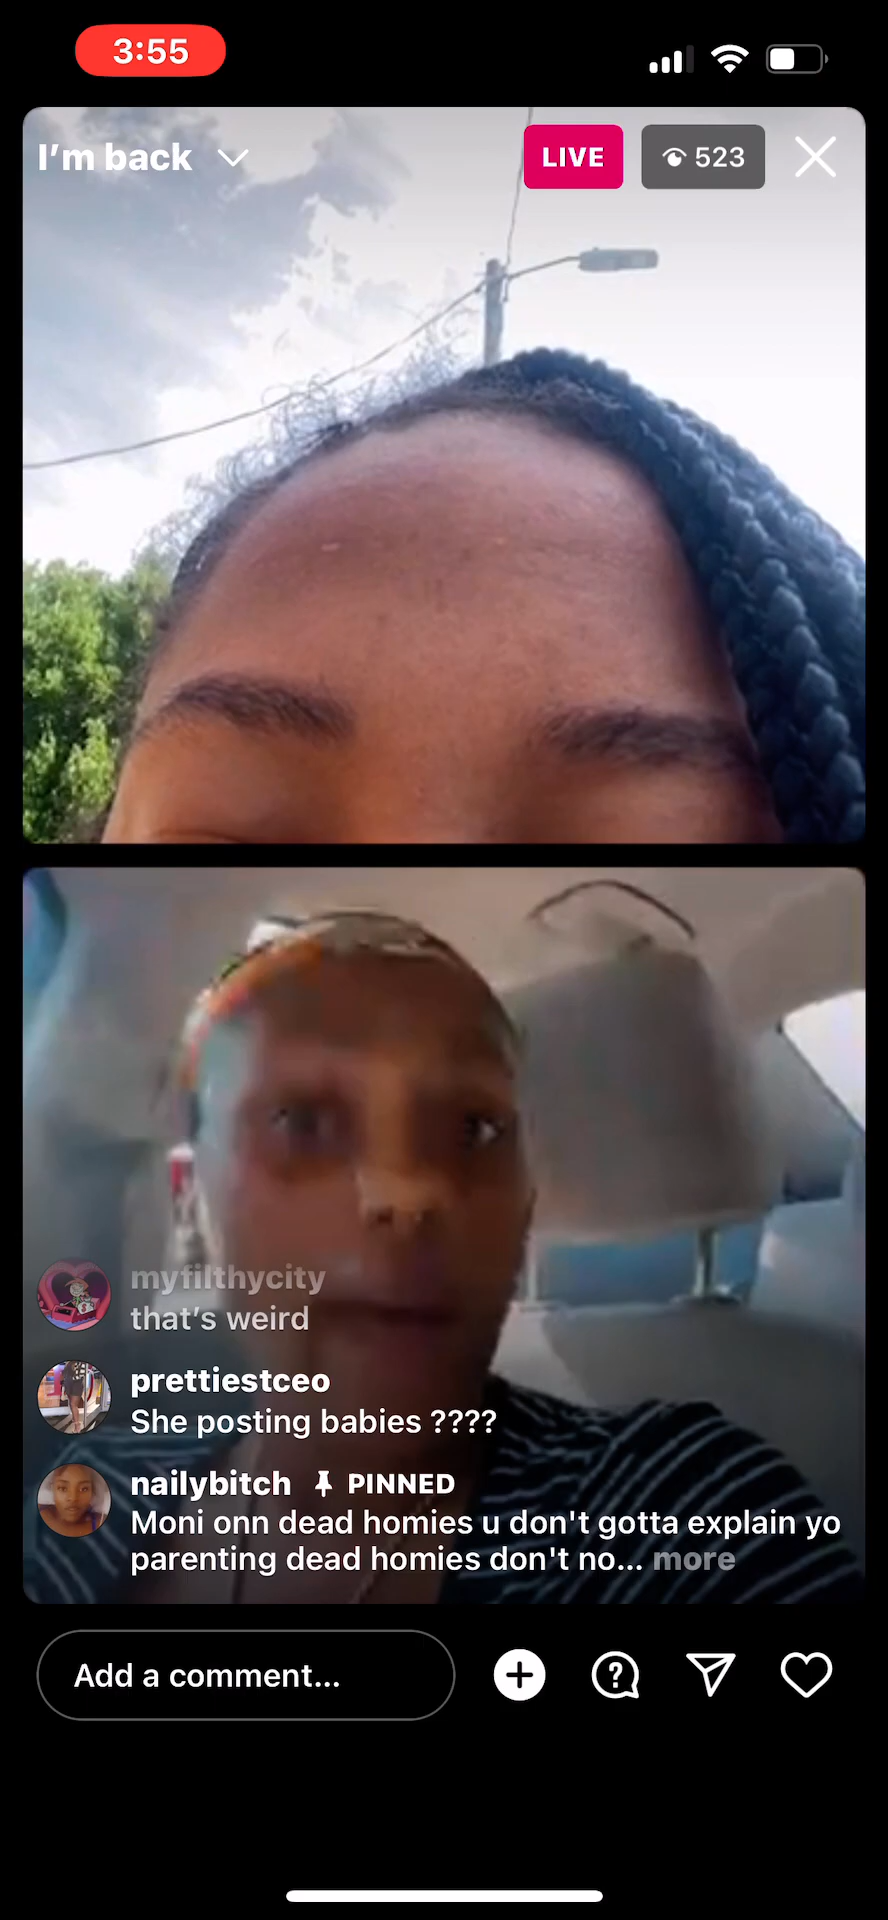 3:55
I’m back
LIVE
523
myfilthycity
that’s weird
prettiestceo
She posting babies ????
nailybitch PINNED
Moni onn dead homies u don't gotta explain yo
parenting dead homies don't no... more
Add a comment...